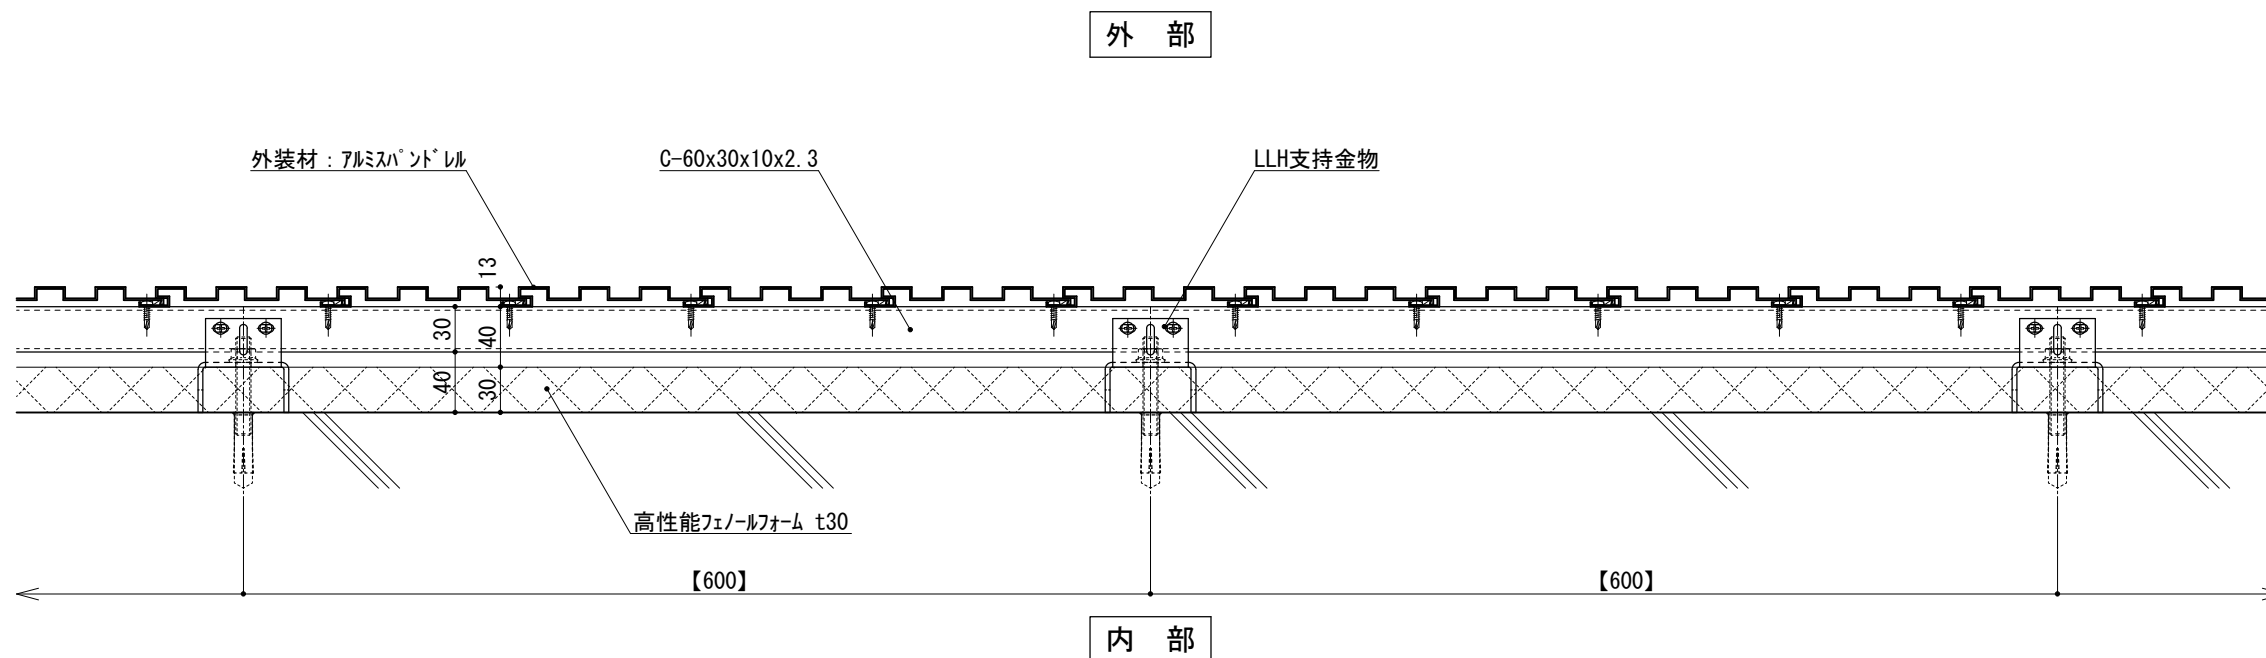 外 部
外装材：ｱﾙﾐｽﾊﾟﾝﾄﾞﾚﾙ
C-60x30x10x2.3
LLH支持金物
13
30
40
40
30
高性能ﾌｪﾉｰﾙﾌｫｰﾑ t30
【600】
【600】
内 部